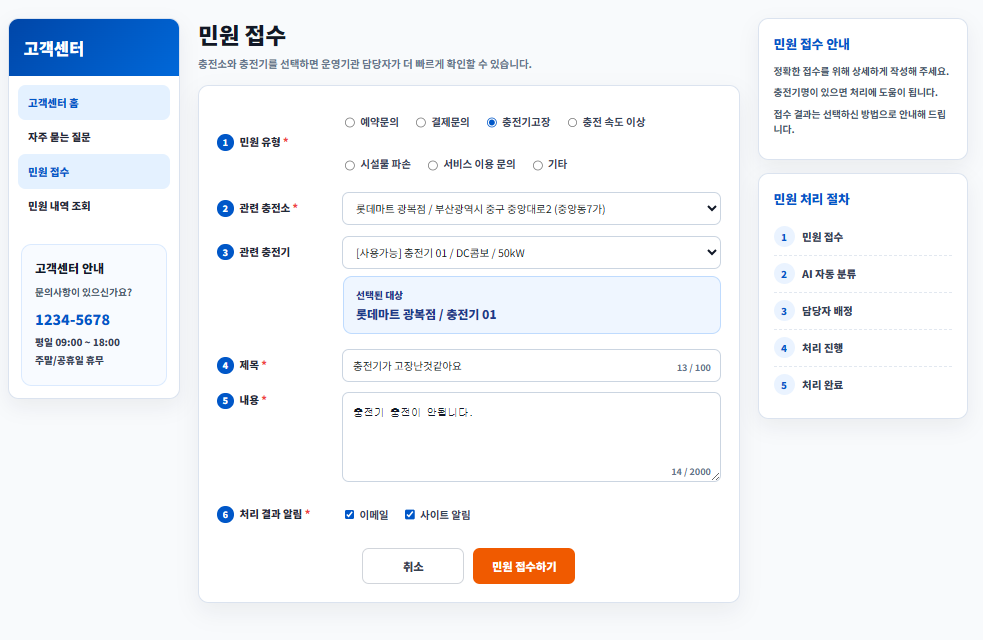 고객센터
고객센터 홈
자주 묻는 질문
민원 접수
민원 내역 조회
고객센터 안내
문의사항이 있으신가요?
1234-5678
평일 09:00 ~ 18:00
주말/공휴일 휴무
민원 접수
충전소와 충전기를 선택하면 운영기관 담당자가 더 빠르게 확인할 수 있습니다.
1 민원 유형 *
예약문의 결제문의 충전기고장 충전 속도 이상
시설물 파손 서비스 이용 문의 기타
2 관련 충전소 * 롯데마트 광복점 / 부산광역시 중구 중앙대로2 (중앙동7가)
3 관련 충전기 [사용가능] 충전기 01 / DC콤보 / 50kW
선택된 대상
롯데마트 광복점 / 충전기 01
4 제목 * 충전기가 고장난것같아요 13 / 100
5 내용 * 충전기 충전이 안됩니다.
14 / 2000
6 처리 결과 알림 * 이메일 사이트 알림
취소 민원 접수하기
민원 접수 안내
정확한 접수를 위해 상세하게 작성해 주세요.
충전기명이 있으면 처리에 도움이 됩니다.
접수 결과는 선택하신 방법으로 안내해 드립
니다.
민원 처리 절차
1 민원 접수
2 AI 자동 분류
3 담당자 배정
4 처리 진행
5 처리 완료